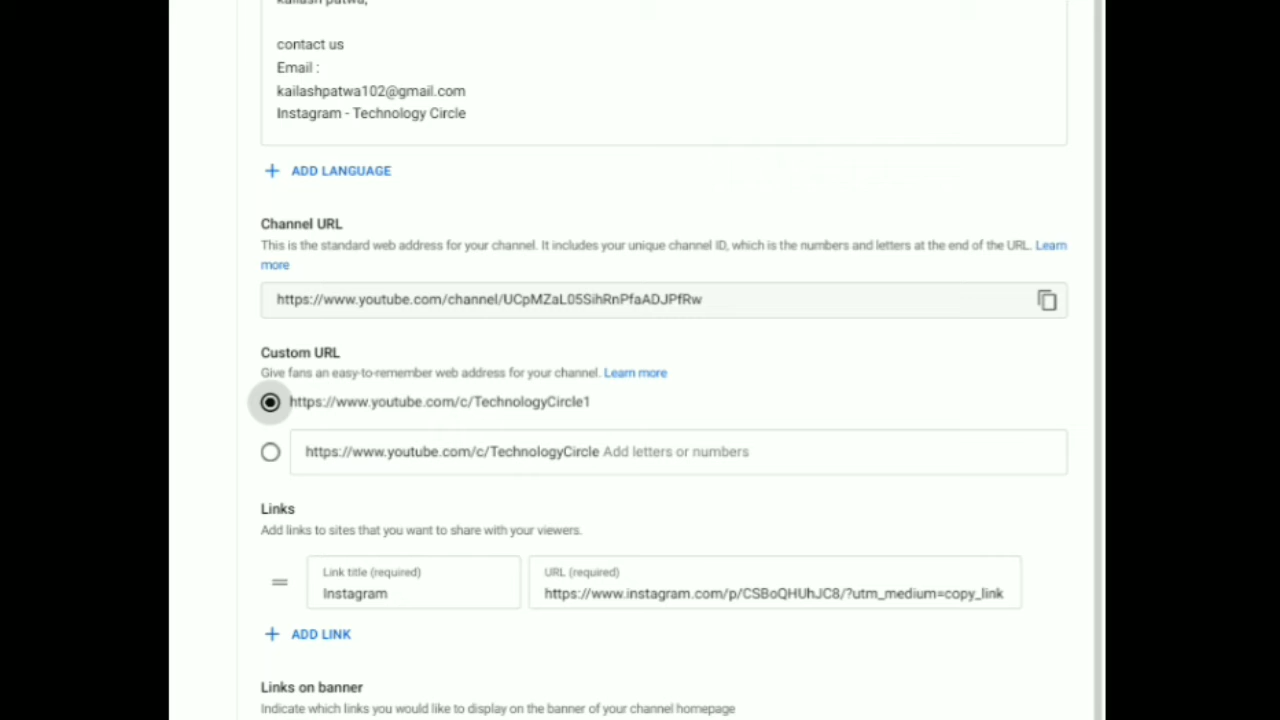 kailash patwa,
contact us
Email :
kailashpatwa102@gmail.com
Instagram - Technology Circle
ADD LANGUAGE
Channel URL
This is the standard web address for your channel. It includes your unique channel ID, which is the numbers and letters at the end of the URL. Learn
more
https://www.youtube.com/channel/UCpMZaL05SihRnPfaADJPfRw
Custom URL
Give fans an easy-to-remember web address for your channel. Learn more
https://www.youtube.com/c/TechnologyCircle1
https://www.youtube.com/c/TechnologyCircle Add letters or numbers
Links
Add links to sites that you want to share with your viewers.
Link title (required)
Instagram
URL (required)
https://www.instagram.com/p/CSBoQHUhJC8/?utm_medium=copy_link
ADD LINK
Links on banner
Indicate which links you would like to display on the banner of your channel homepage